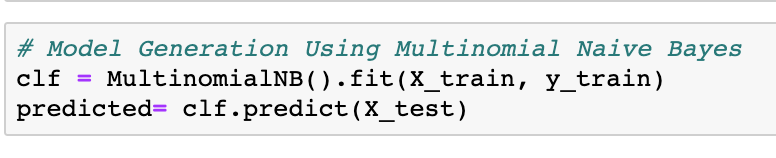 # Model Generation Using Multinomial Naive Bayes
clf = MultinomialNB().fit(X_train, y_train)
predicted= clf.predict(X_test)